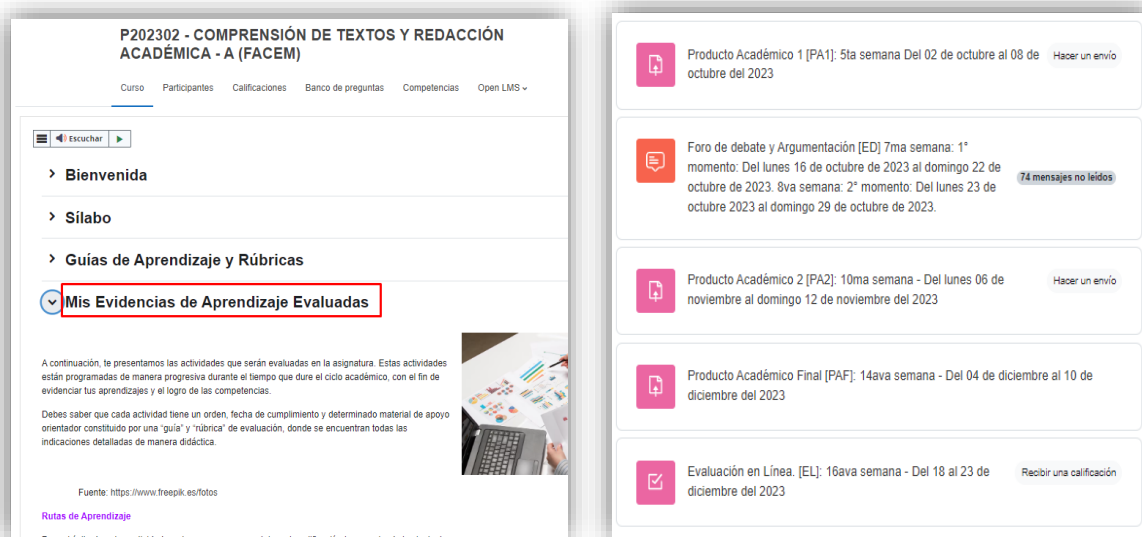 P202302 - COMPRENSIÓN DE TEXTOS Y REDACCIÓN
ACADÉMICA - A (FACEM)
Curso Participantes Calificaciones Banco de preguntas Competencias Open LMS
Escuchar
Bienvenida
Sílabo
Guías de Aprendizaje y Rúbricas
Mis Evidencias de Aprendizaje Evaluadas
A continuación, te presentamos las actividades que serán evaluadas en la asignatura. Estas actividades
están programadas de manera progresiva durante el tiempo que dure el ciclo académico, con el fin de
evidenciar tus aprendizajes y el logro de las competencias.
Debes saber que cada actividad tiene un orden, fecha de cumplimiento y determinado material de apoyo
orientador constituido por una "guía" y "rúbrica" de evaluación, donde se encuentran todas las
indicaciones detalladas de manera didáctica.
Fuente: https://www.freepik.es/fotos
Rutas de Aprendizaje
Producto Académico 1 [PA1]: 5ta semana Del 02 de octubre al 08 de
octubre del 2023
Hacer un envío
Foro de debate y Argumentación [ED] 7ma semana: 1°
momento: Del lunes 16 de octubre de 2023 al domingo 22 de
octubre de 2023. 8va semana: 2° momento: Del lunes 23 de
octubre 2023 al domingo 29 de octubre de 2023.
74 mensajes no leídos
Producto Académico 2 [PA2]: 10ma semana - Del lunes 06 de
noviembre al domingo 12 de noviembre del 2023
Hacer un envío
Producto Académico Final [PAF]: 14ava semana - Del 04 de diciembre al 10 de
diciembre del 2023
Evaluación en Línea. [EL]: 16ava semana - Del 18 al 23 de
diciembre del 2023
Recibir una calificación